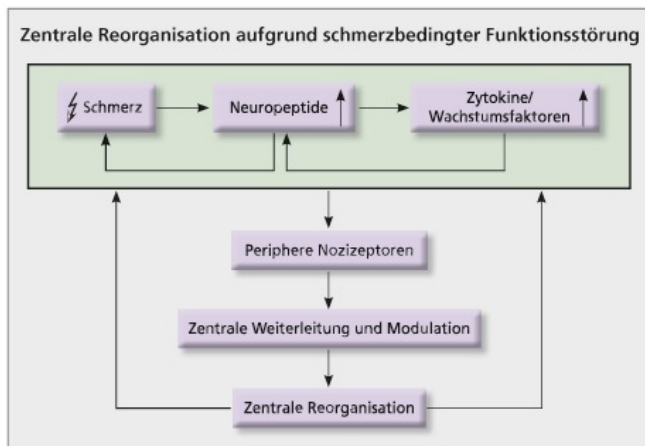 Zentrale Reorganisation aufgrund schmerzbedingter Funktionsstörung
Schmerz
Neuropeptide
Zytokine/
Wachstumsfaktoren
Periphere Nozizeptoren
Zentrale Weiterleitung und Modulation
Zentrale Reorganisation